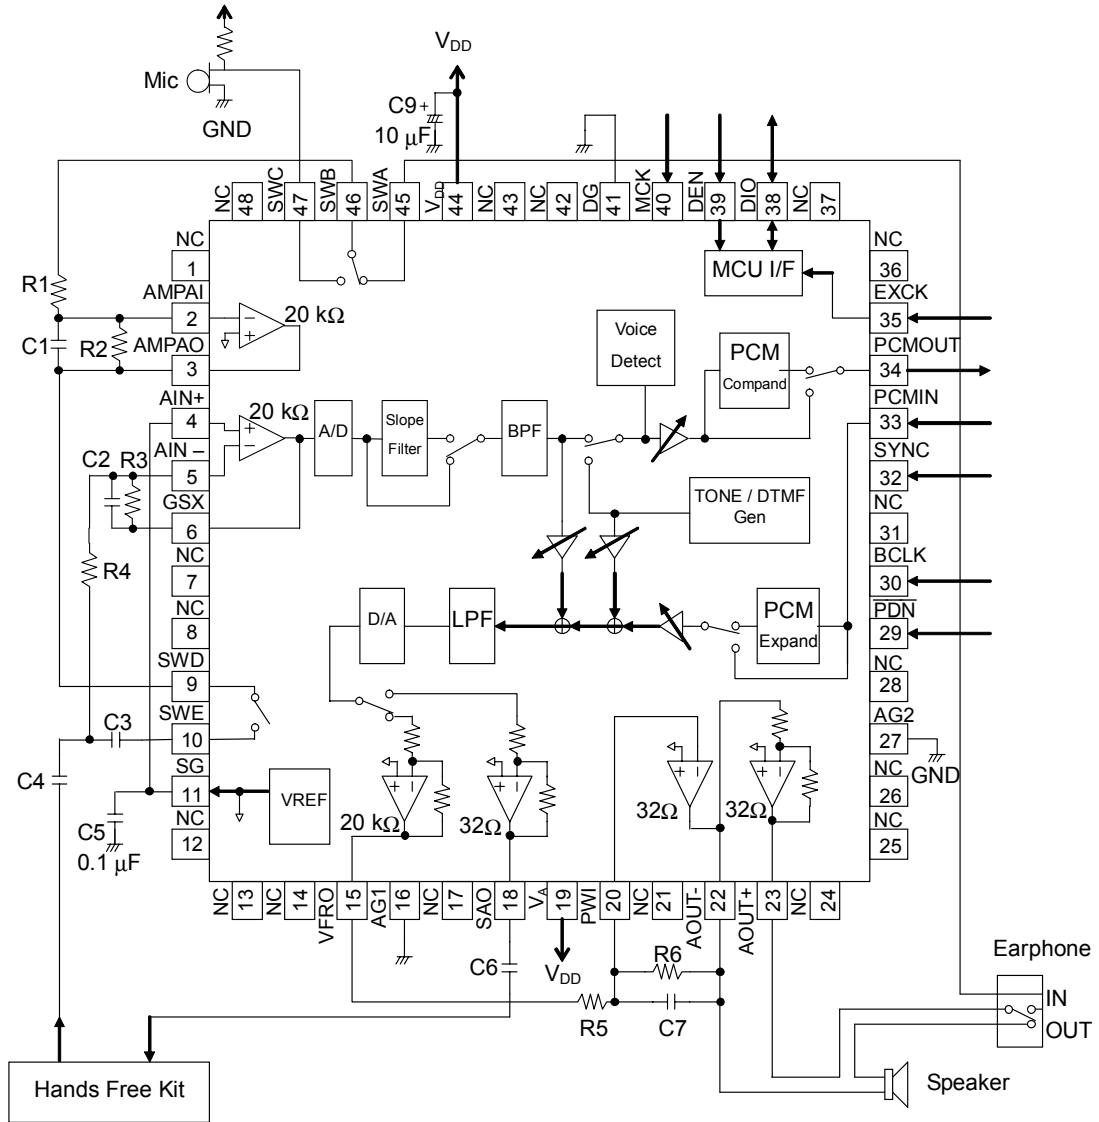 V_DD
Mic
C9 +
10 μF
GND
NC
48
SWC
47
SWB
46
SWA
45
V_DD
44
NC
43
NC
42
DG
41
MCK
40
DEN
39
DIO
38
NC
37
NC
1
MCU I/F
NC
36
R1
AMPAI
2
20 kΩ
EXCK
35
C1
R2
AMPAO
3
Voice
Detect
PCM
Compand
PCMOUT
34
AIN+
4
20 kΩ
A/D
Slope
Filter
BPF
PCMIN
33
C2
R3
AIN –
5
SYNC
32
GSX
6
TONE / DTMF
Gen
NC
31
R4
NC
7
BCLK
30
NC
8
D/A
LPF
PCM
Expand
PDN
29
SWD
9
NC
28
C3
SWE
10
AG2
27
GND
C4
SG
11
VREF
NC
26
C5
0.1 μF
NC
12
20 kΩ
32Ω
32Ω
32Ω
NC
25
+
–
+
–
+
–
+
–
–
+
+
–
NC
13
NC
14
VFRO
15
AG1
16
NC
17
SAO
18
V_A
19
PWI
20
NC
21
AOUT-
22
AOUT+
23
NC
24
C6
V_DD
R6
R5
C7
Earphone
IN
OUT
Hands Free Kit
Speaker